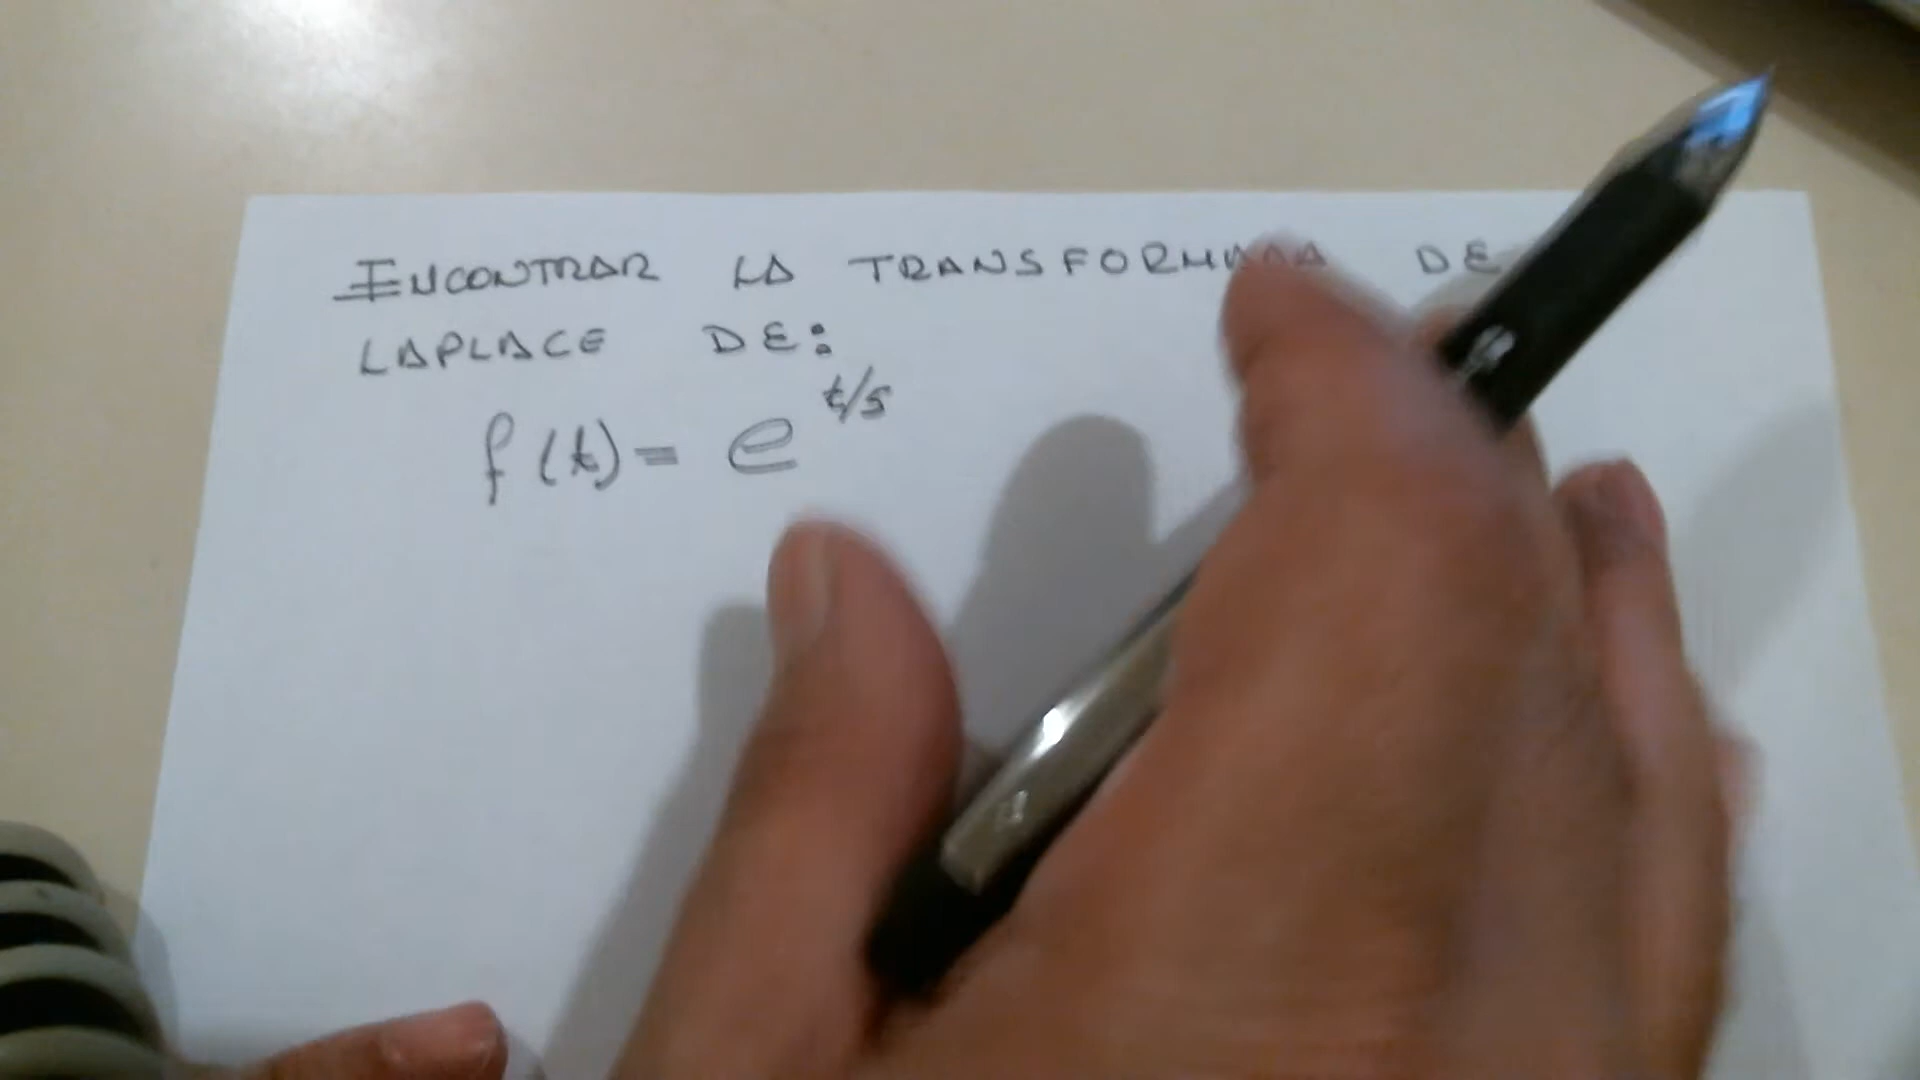 ENCONTRAR LA TRANSFORMADA DE
LAPLACE DE:
f(t) = e^{t/5}